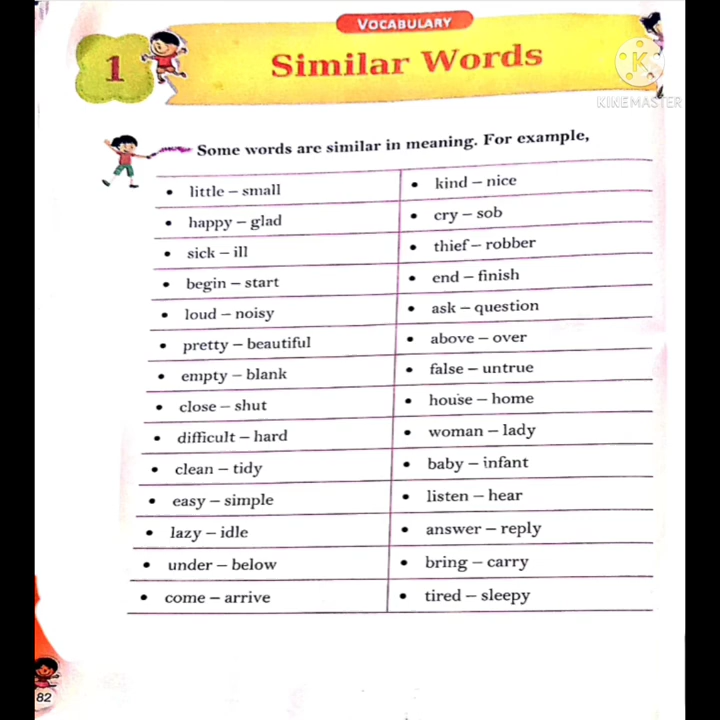 VOCABULARY
1
Similar Words
KINEMASTER
Some words are similar in meaning. For example,
• little – small
• happy – glad
• sick – ill
• begin – start
• loud – noisy
• pretty – beautiful
• empty – blank
• close – shut
• difficult – hard
• clean – tidy
• easy – simple
• lazy – idle
• under – below
• come – arrive
• kind – nice
• cry – sob
• thief – robber
• end – finish
• ask – question
• above – over
• false – untrue
• house – home
• woman – lady
• baby – infant
• listen – hear
• answer – reply
• bring – carry
• tired – sleepy
82